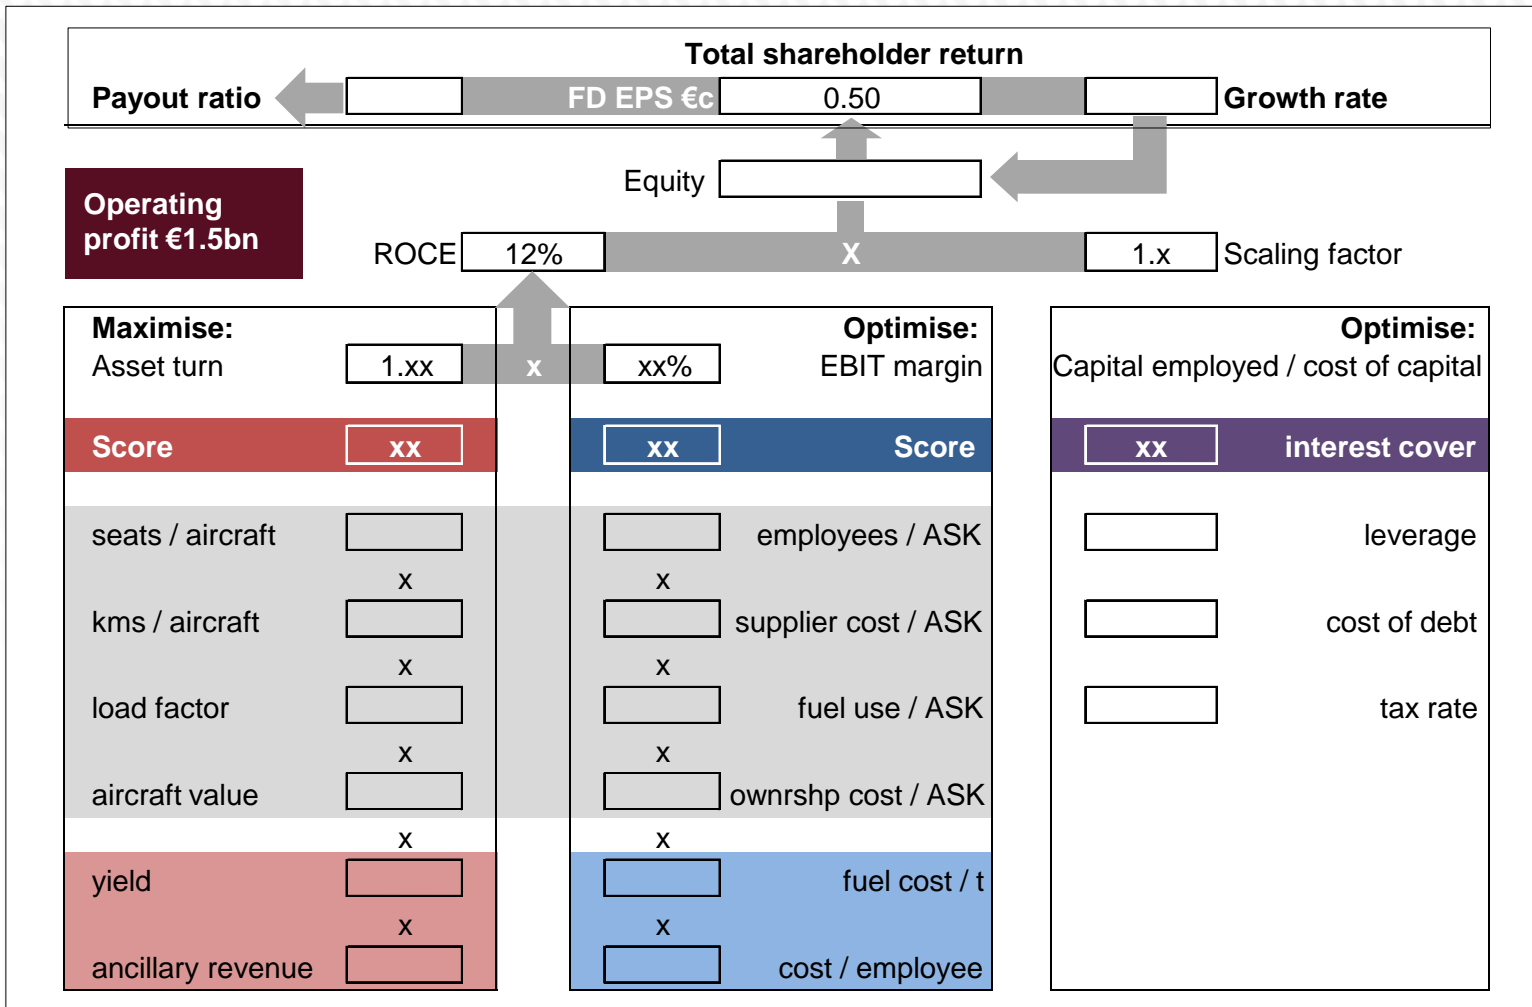 Total shareholder return
Payout ratio FD EPS €c 0.50 Growth rate
Equity
Operating
profit €1.5bn
ROCE 12% X 1.x Scaling factor
Maximise: Optimise: Optimise:
Asset turn 1.xx x xx% EBIT margin Capital employed / cost of capital
Score xx xx Score xx interest cover
seats / aircraft employees / ASK leverage
x x
kms / aircraft supplier cost / ASK cost of debt
x x
load factor fuel use / ASK tax rate
x x
aircraft value ownrshp cost / ASK
x x
yield fuel cost / t
x x
ancillary revenue cost / employee